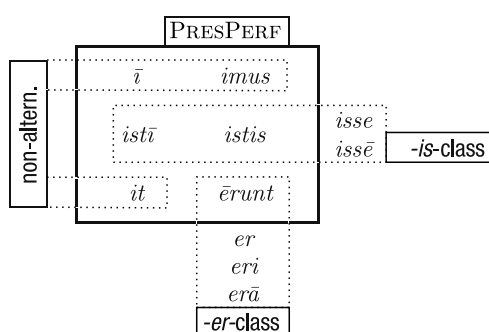 PRESPERF
non-altern.
ī imus
istī istis isse
issē
-is-class
it ērunt
er
eri
erā
-er-class